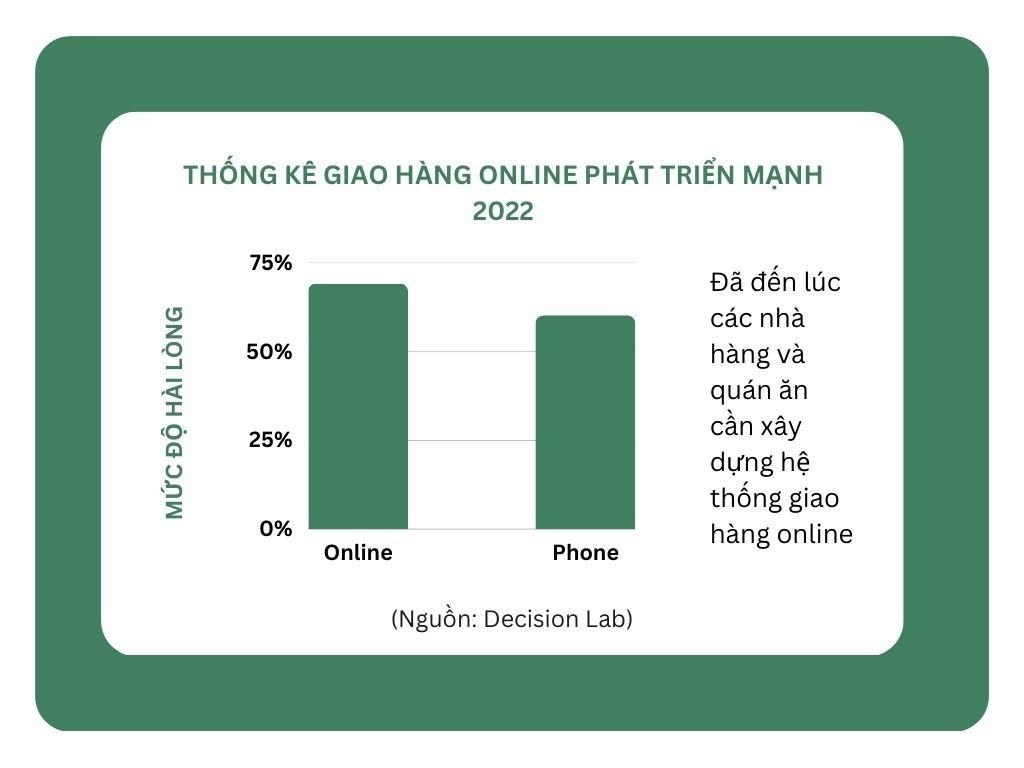 THỐNG KÊ GIAO HÀNG ONLINE PHÁT TRIỂN MẠNH
2022
MỨC ĐỘ HÀI LÒNG
75%
50%
25%
0%
Online
Phone
Đã đến lúc
các nhà
hàng và
quán ăn
cần xây
dựng hệ
thống giao
hàng online
(Nguồn: Decision Lab)